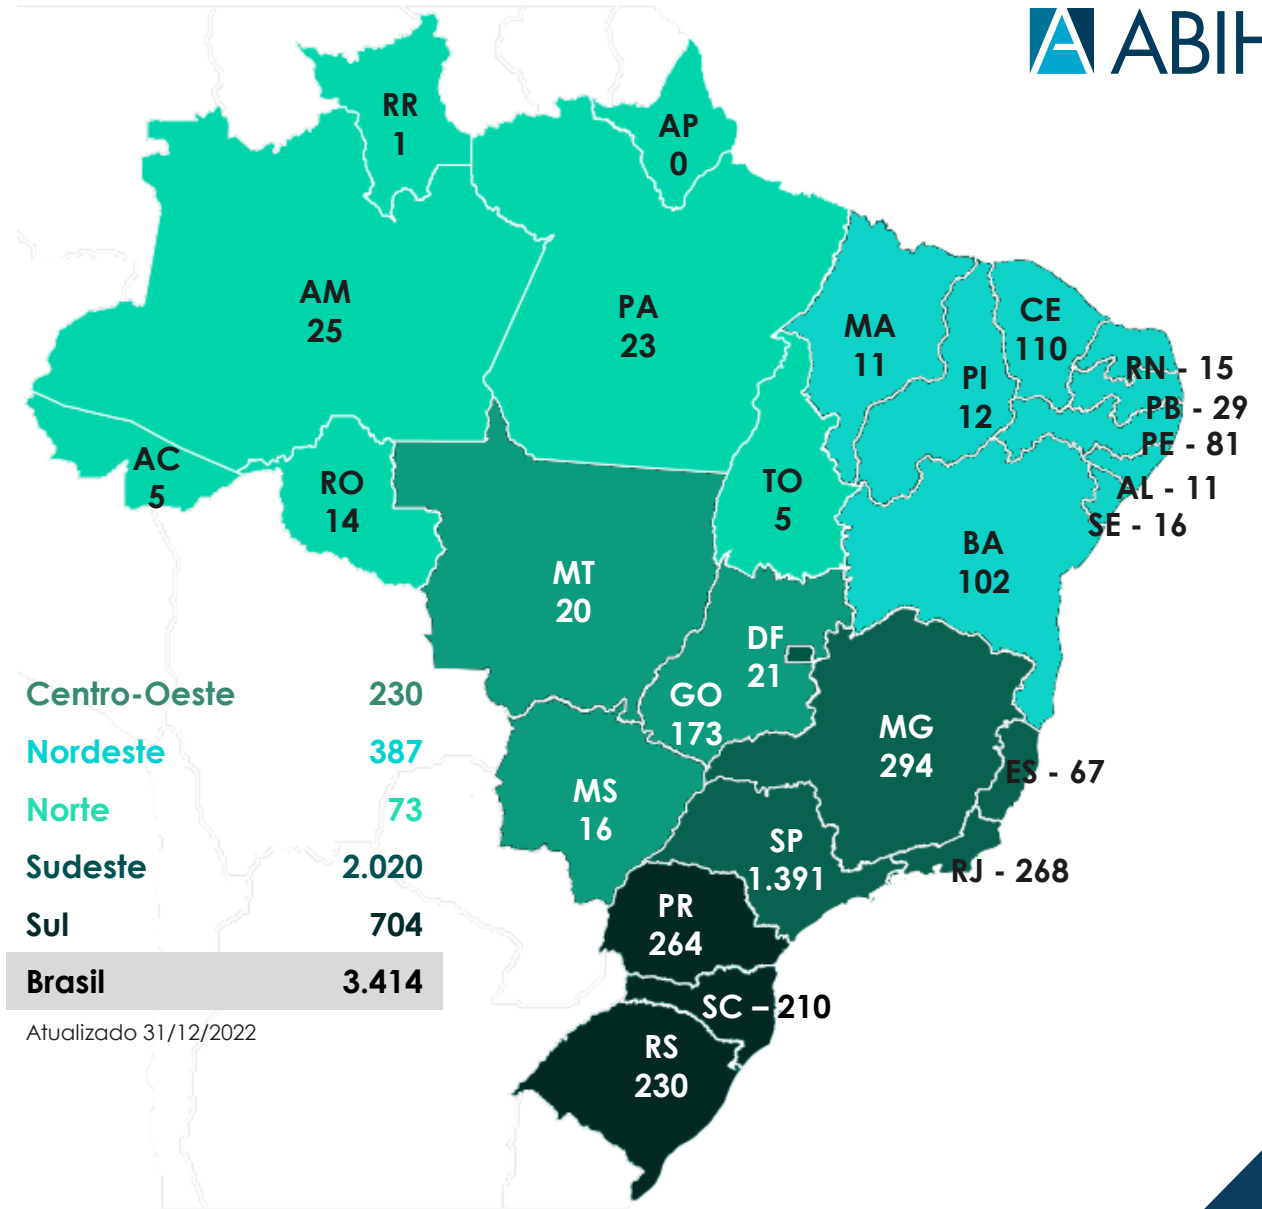 ABIH
RR
1
AP
0
AM
25
PA
23
MA
11
CE
110
PI
12
RN - 15
PB - 29
PE - 81
AL - 11
SE - 16
AC
5
RO
14
TO
5
BA
102
MT
20
DF
21
GO
173
MG
294
ES - 67
MS
16
SP
1.391
RJ - 268
PR
264
SC – 210
RS
230
Centro-Oeste 230
Nordeste 387
Norte 73
Sudeste 2.020
Sul 704
Brasil 3.414
Atualizado 31/12/2022